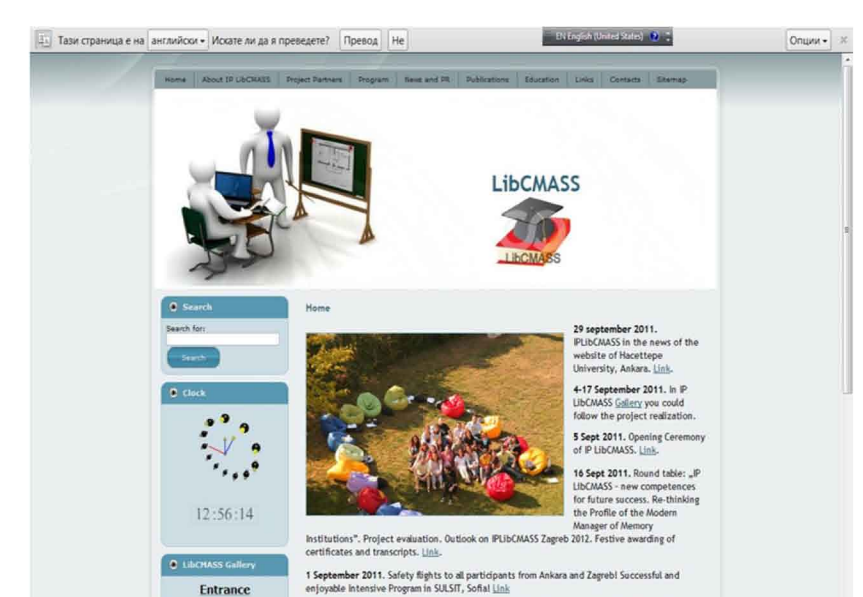 Тази страница е на английски Искате ли да я преведете? Превод Не
EN English (United States)
Опции
Home About IP LibCMASS Project Partners Program News and PR Publications Education Links Contacts Sitemap
LibCMASS
LibCMASS
Search
Search for:
Search
Clock
12:56:14
LibCMASS Gallery
Entrance
Home
29 september 2011.
IPLibCMASS in the news of the
website of Hacettepe
University, Ankara. Link.
4-17 September 2011. In IP
LibCMASS Gallery you could
follow the project realization.
5 Sept 2011. Opening Ceremony
of IP LibCMASS. Link.
16 Sept 2011. Round table: „IP
LibCMASS - new competences
for future success. Re-thinking
the Profile of the Modern
Manager of Memory
Institutions". Project evaluation. Outlook on IPLibCMASS Zagreb 2012. Festive awarding of
certificates and transcripts. Link.
1 September 2011. Safety flights to all participants from Ankara and Zagreb! Successful and
enjoyable Intensive Program in SULSIT, Sofia! Link